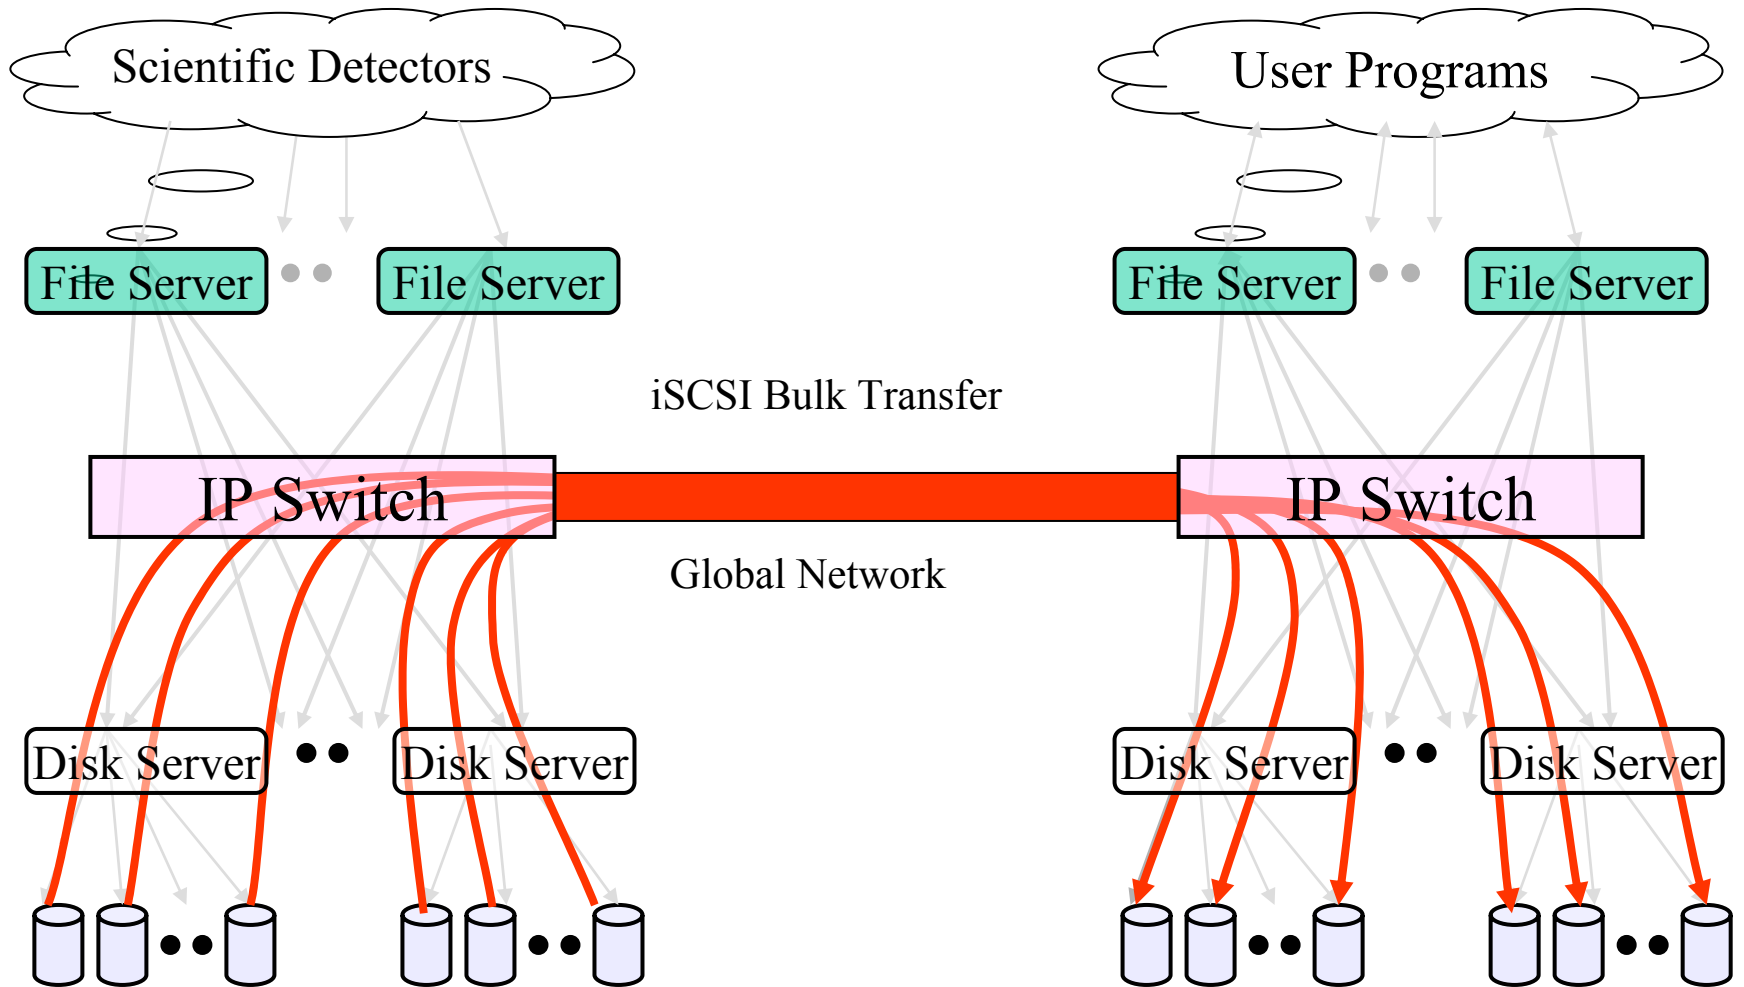 Scientific Detectors
User Programs
File Server
File Server
File Server
File Server
iSCSI Bulk Transfer
IP Switch
IP Switch
Global Network
Disk Server
Disk Server
Disk Server
Disk Server